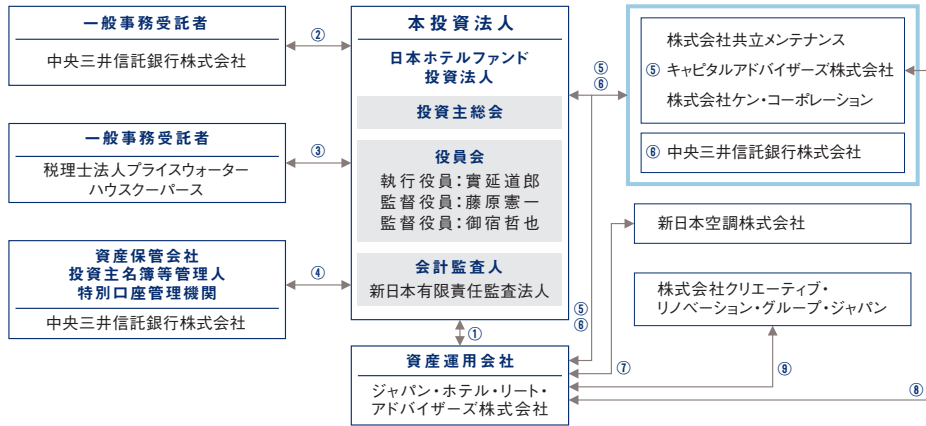 一般事務受託者
中央三井信託銀行株式会社
②
一般事務受託者
税理士法人プライスウォーター
ハウスクーパース
③
資産保管会社
投資主名簿等管理人
特別口座管理機関
中央三井信託銀行株式会社
④
本投資法人
日本ホテルファンド
投資法人
投資主総会
役員会
執行役員:實延道郎
監督役員:藤原憲一
監督役員:御宿哲也
会計監査人
新日本有限責任監査法人
①
資産運用会社
ジャパン・ホテル・リート・
アドバイザーズ株式会社
⑤
⑥
⑤
⑥
株式会社共立メンテナンス
⑤ キャピタルアドバイザーズ株式会社
株式会社ケン・コーポレーション
⑥ 中央三井信託銀行株式会社
新日本空調株式会社
株式会社クリエーティブ・
リノベーション・グループ・ジャパン
⑦
⑨
⑧